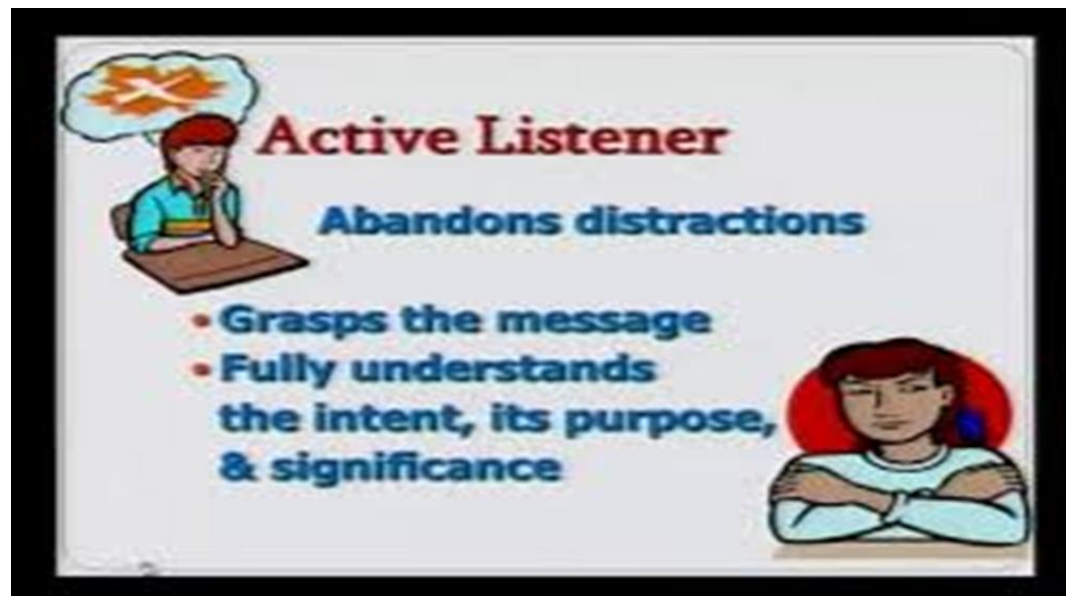 Active Listener
Abandons distractions
• Grasps the message
• Fully understands
the intent, its purpose,
& significance